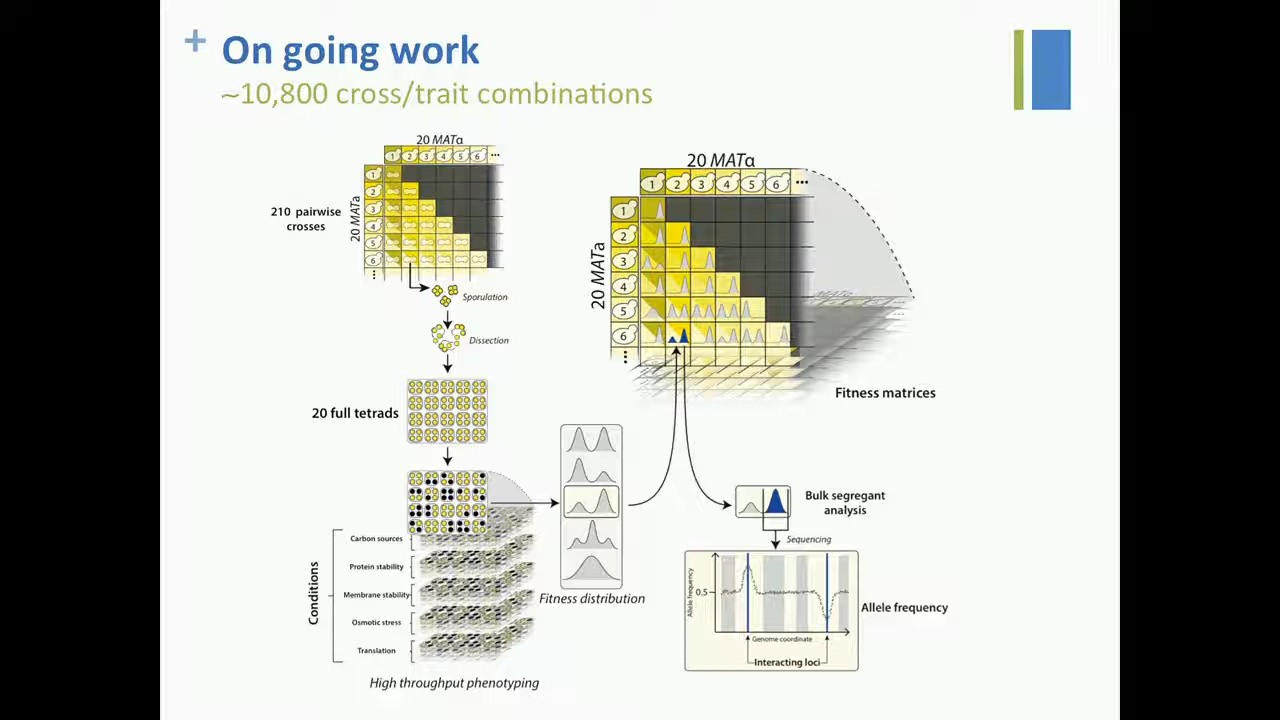 + On going work
~10,800 cross/trait combinations
20 MATα
1 2 3 4 5 6 ...
210 pairwise
crosses
20 MATa
1
2
3
4
5
6
⋮
Sporulation
Dissection
20 full tetrads
Conditions
Carbon sources
Protein stability
Membrane stability
Osmotic stress
Translation
High throughput phenotyping
Fitness distribution
20 MATα
1 2 3 4 5 6 ...
20 MATa
1
2
3
4
5
6
⋮
Fitness matrices
Bulk segregant
analysis
Sequencing
Allele frequency
0.5
Genome coordinate
Interacting loci
Allele frequency